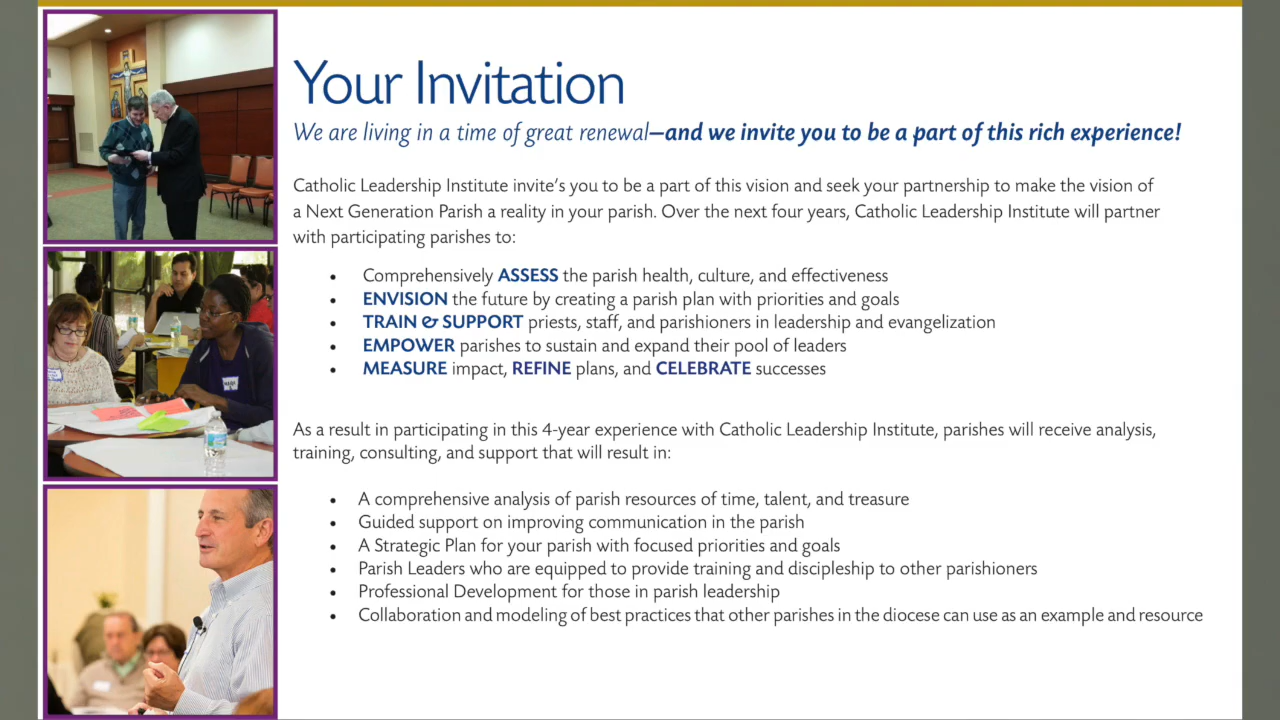 Your Invitation
We are living in a time of great renewal—and we invite you to be a part of this rich experience!
Catholic Leadership Institute invite's you to be a part of this vision and seek your partnership to make the vision of
a Next Generation Parish a reality in your parish. Over the next four years, Catholic Leadership Institute will partner
with participating parishes to:
• Comprehensively ASSESS the parish health, culture, and effectiveness
• ENVISION the future by creating a parish plan with priorities and goals
• TRAIN & SUPPORT priests, staff, and parishioners in leadership and evangelization
• EMPOWER parishes to sustain and expand their pool of leaders
• MEASURE impact, REFINE plans, and CELEBRATE successes
As a result in participating in this 4-year experience with Catholic Leadership Institute, parishes will receive analysis,
training, consulting, and support that will result in:
• A comprehensive analysis of parish resources of time, talent, and treasure
• Guided support on improving communication in the parish
• A Strategic Plan for your parish with focused priorities and goals
• Parish Leaders who are equipped to provide training and discipleship to other parishioners
• Professional Development for those in parish leadership
• Collaboration and modeling of best practices that other parishes in the diocese can use as an example and resource